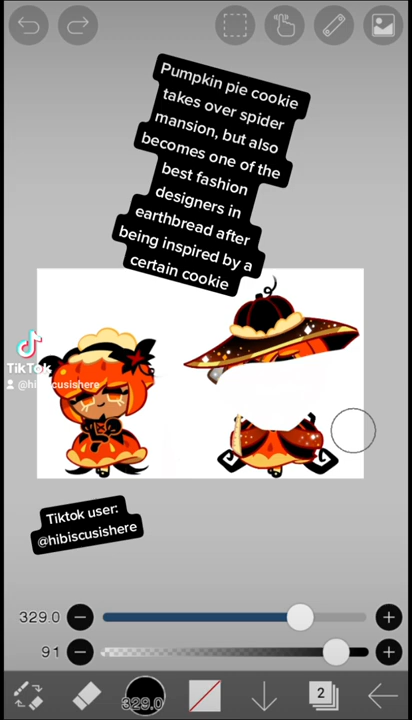 Pumpkin pie cookie
takes over spider
mansion, but also
becomes one of the
best fashion
designers in
earthbread after
being inspired by a
certain cookie
TikTok
@hibiscusishere
Tiktok user:
@hibiscusishere
329.0
91
329.0
2